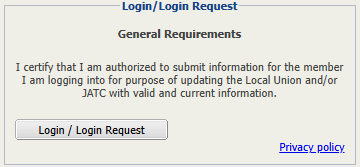 Login/Login Request
General Requirements
I certify that I am authorized to submit information for the member
I am logging into for purpose of updating the Local Union and/or
JATC with valid and current information.
Login / Login Request
Privacy policy